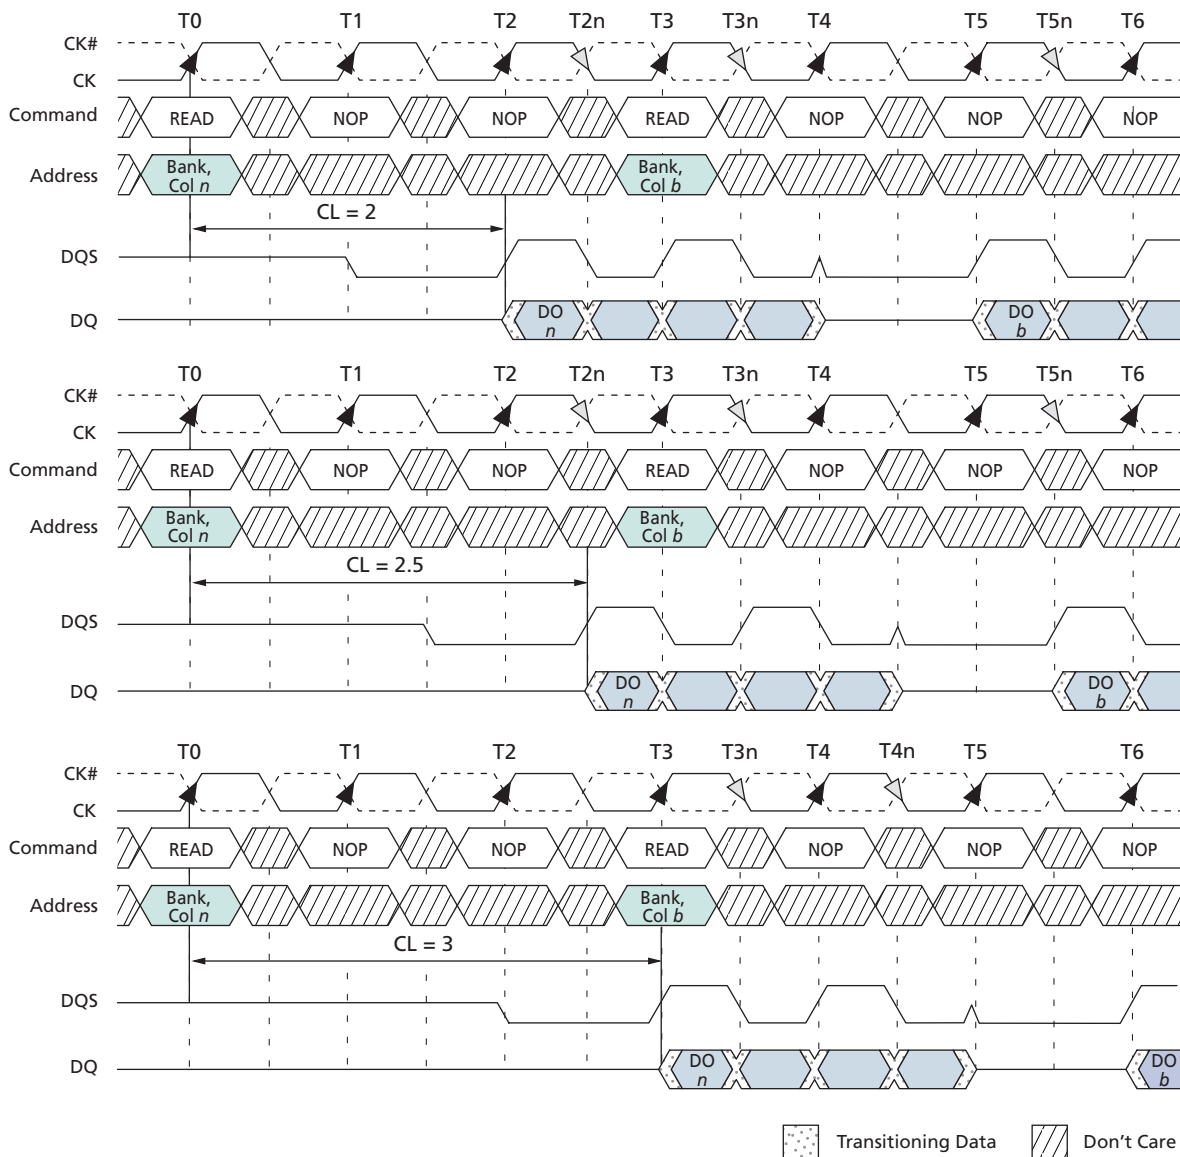 T0 T1 T2 T2n T3 T3n T4 T5 T5n T6
CK#
CK
Command READ NOP NOP READ NOP NOP NOP
Address Bank, Col n Bank, Col b
CL = 2
DQS
DQ DO n DO b
T0 T1 T2 T2n T3 T3n T4 T5 T5n T6
CK#
CK
Command READ NOP NOP READ NOP NOP NOP
Address Bank, Col n Bank, Col b
CL = 2.5
DQS
DQ DO n DO b
T0 T1 T2 T3 T3n T4 T4n T5 T6
CK#
CK
Command READ NOP NOP READ NOP NOP NOP
Address Bank, Col n Bank, Col b
CL = 3
DQS
DQ DO n DO b
Transitioning Data Don't Care